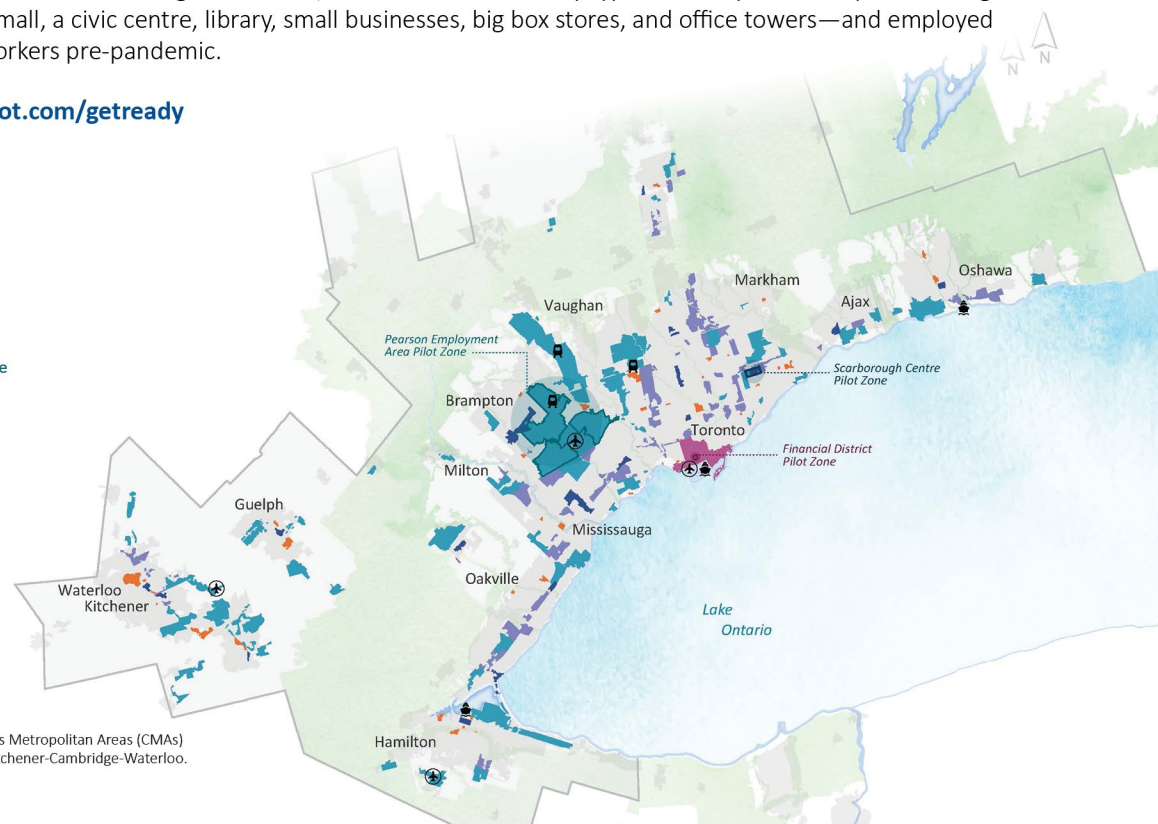 mall, a civic centre, library, small businesses, big box stores, and office towers—and employed
orkers pre-pandemic.
ot.com/getready
N
N
Oshawa
Markham
Ajax
Vaughan
Pearson Employment
Area Pilot Zone
e
Scarborough Centre
Pilot Zone
Brampton
Toronto
Financial District
Pilot Zone
Milton
Guelph
Mississauga
Oakville
Waterloo
Kitchener
Lake
Ontario
s Metropolitan Areas (CMAs)
chener-Cambridge-Waterloo.
Hamilton